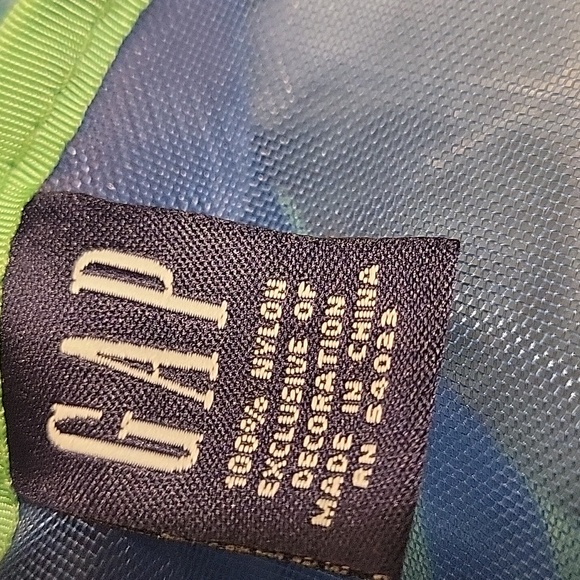 GAP
100% NYLON
EXCLUSIVE OF
DECORATION
MADE IN CHINA
RN 54023